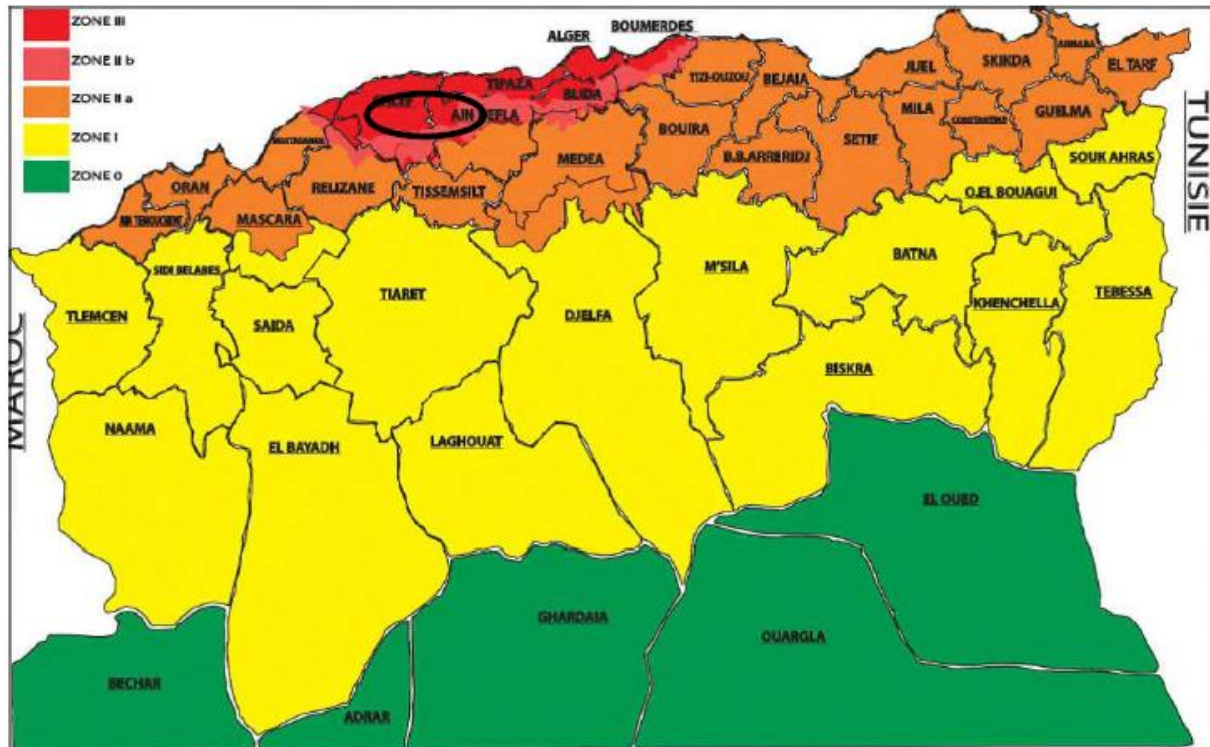 ZONE III
ZONE II b
ZONE II a
ZONE I
ZONE 0
BOUMERDES
ALGER
TIPAZA
BLIDA
TIZI-OUZOU
BEJAIA
JIJEL
SKIKDA
ANNABA
EL TARF
AIN DEFLA
BOUIRA
MILA
CONSTANTINE
GUELMA
SETIF
B.B.ARRERIDJ
MEDEA
SOUK AHRAS
ORAN
RELIZANE
TISSEMSILT
MASCARA
AIN TEMOUCHENT
O.EL BOUAGUI
TUNISIE
SIDI BELABES
TLEMCEN
SAIDA
TIARET
DJELFA
M'SILA
BATNA
KHENCHELLA
TEBESSA
BISKRA
MAROC
NAAMA
EL BAYADH
LAGHOUAT
EL OUED
GHARDAIA
OUARGLA
BECHAR
ADRAR